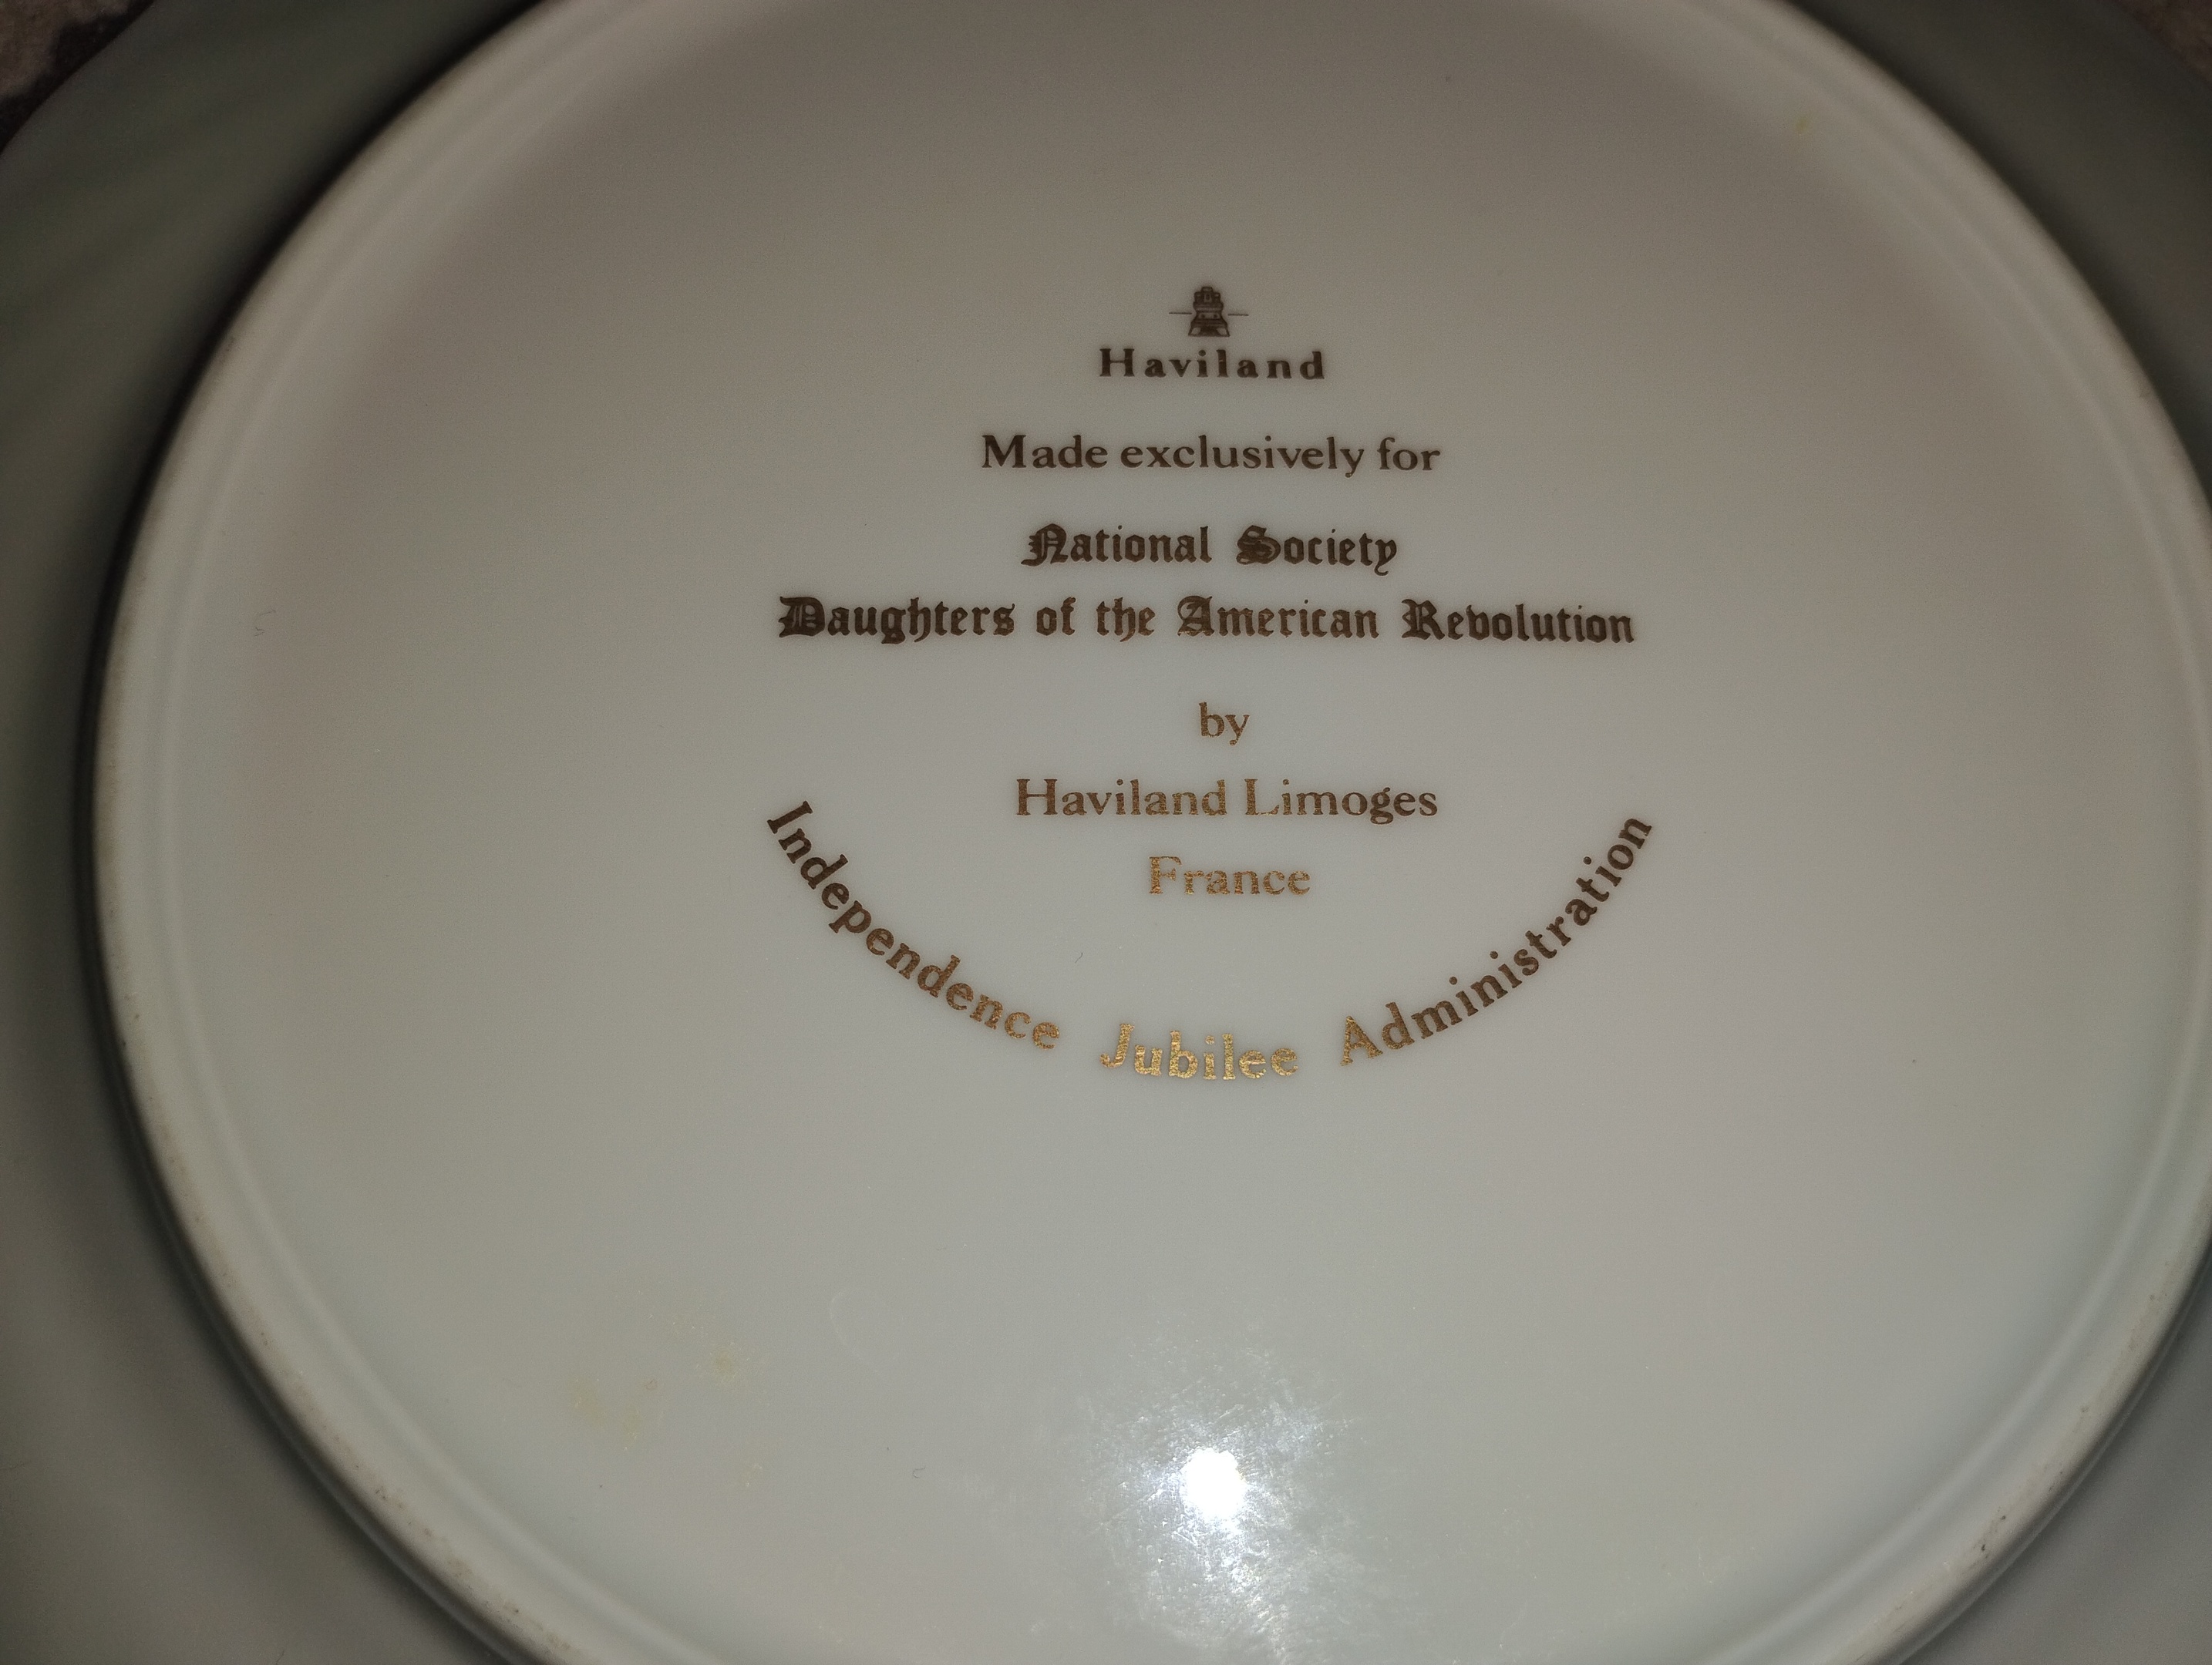 Haviland
Made exclusively for
National Society
Daughters of the American Revolution
by
Haviland Limoges
France
Independence Jubilee Administration